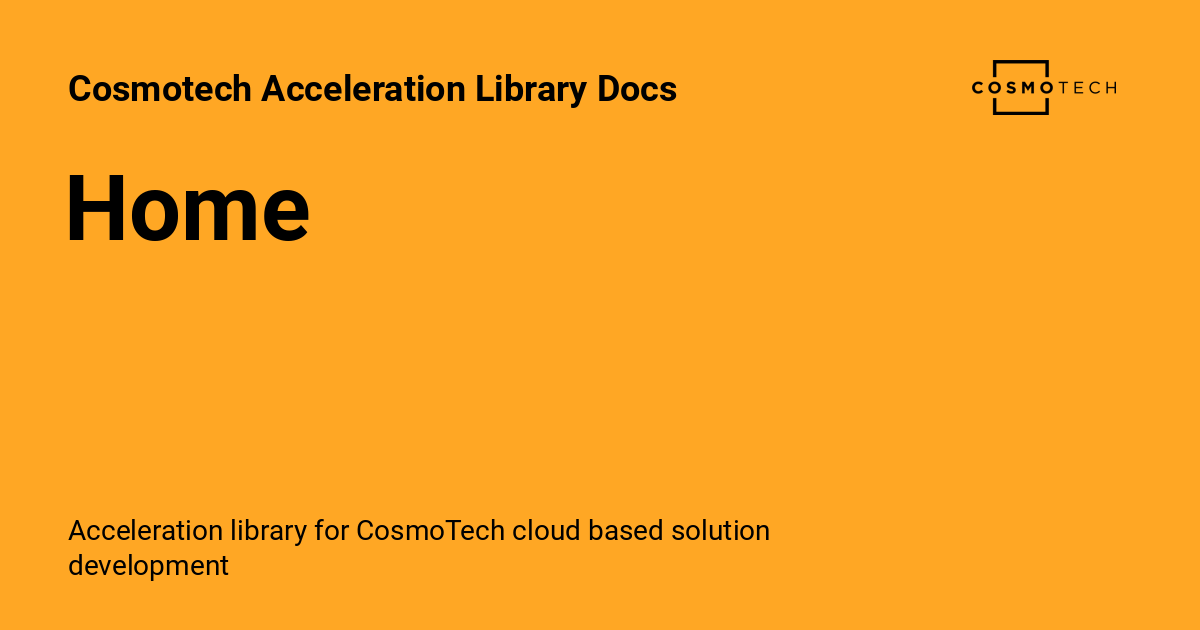 Cosmotech Acceleration Library Docs
COSMOTECH
Home
Acceleration library for CosmoTech cloud based solution
development